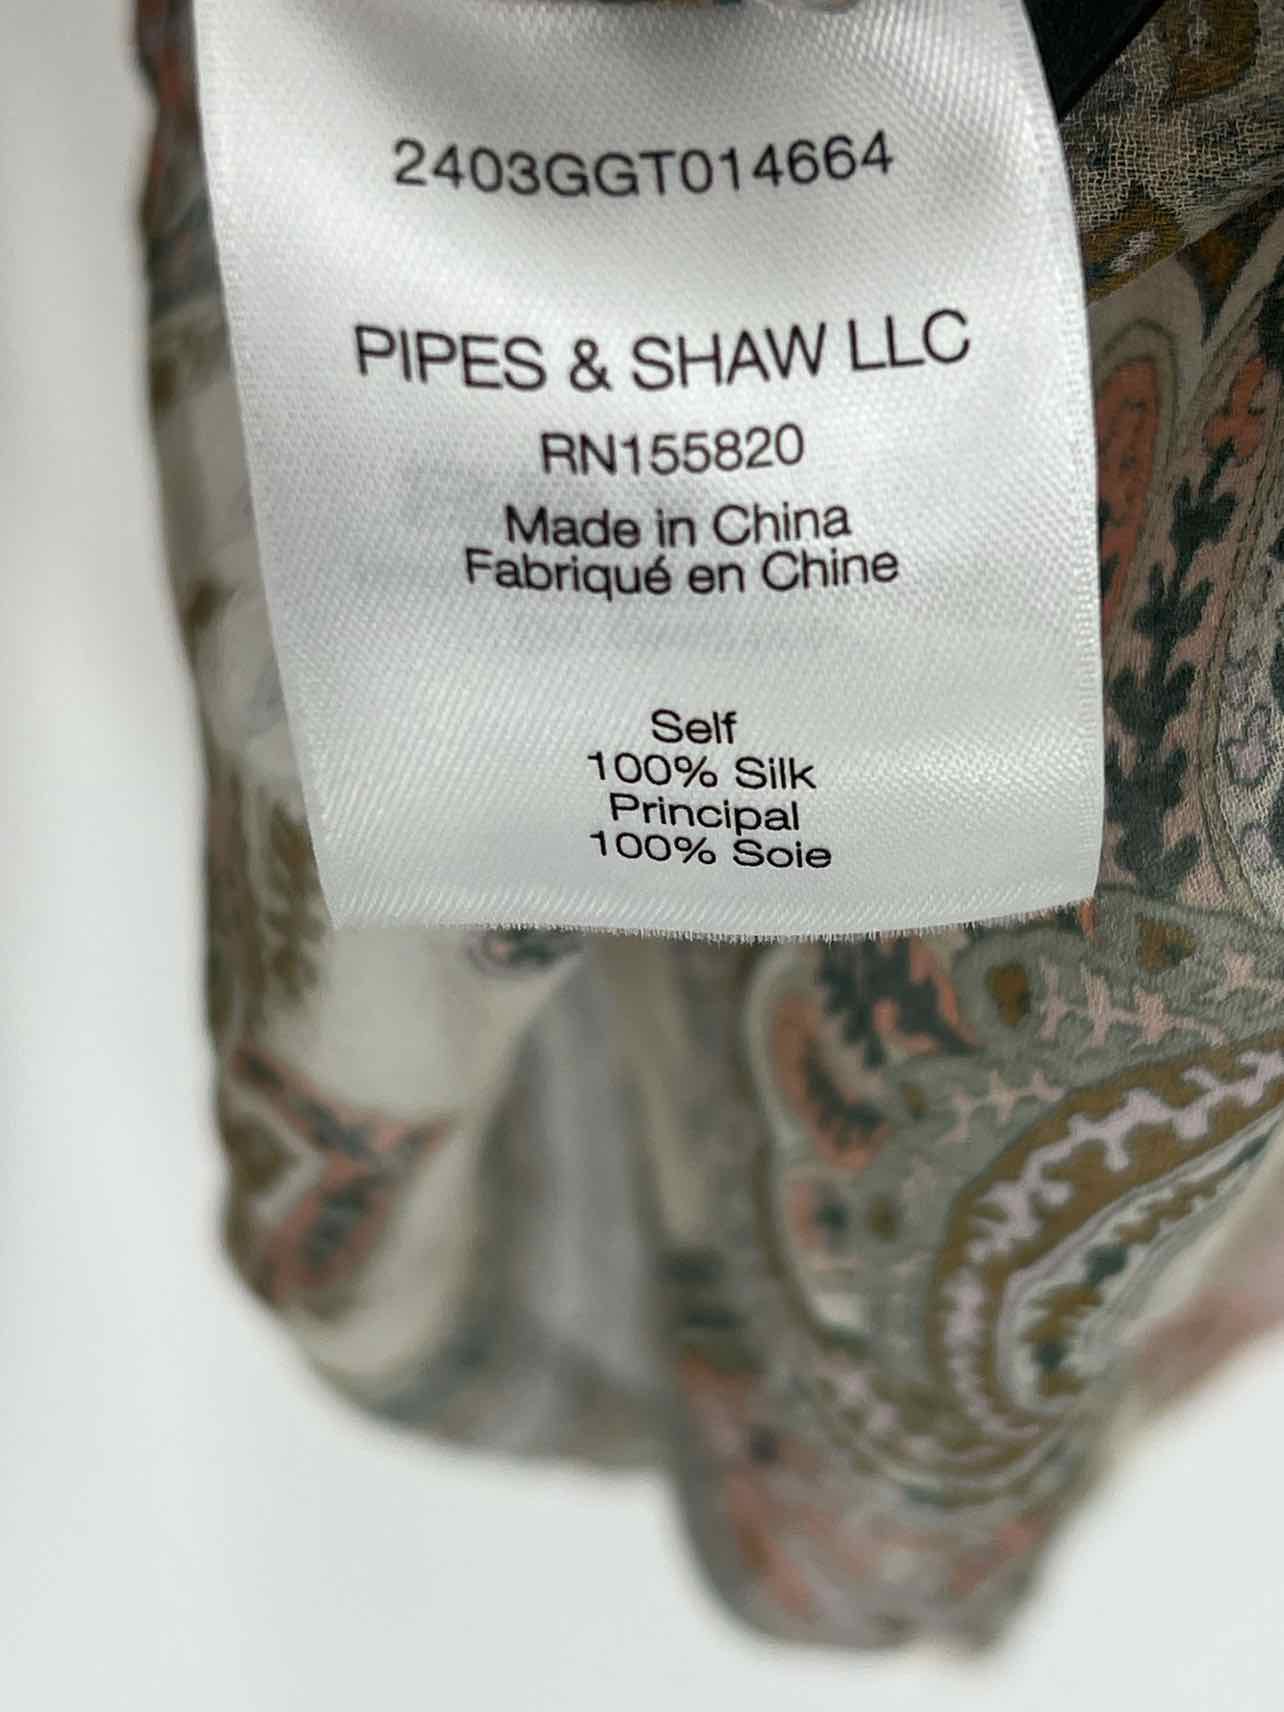 2403GGT014664
PIPES & SHAW LLC
RN155820
Made in China
Fabriqué en Chine
Self
100% Silk
Principal
100% Soie